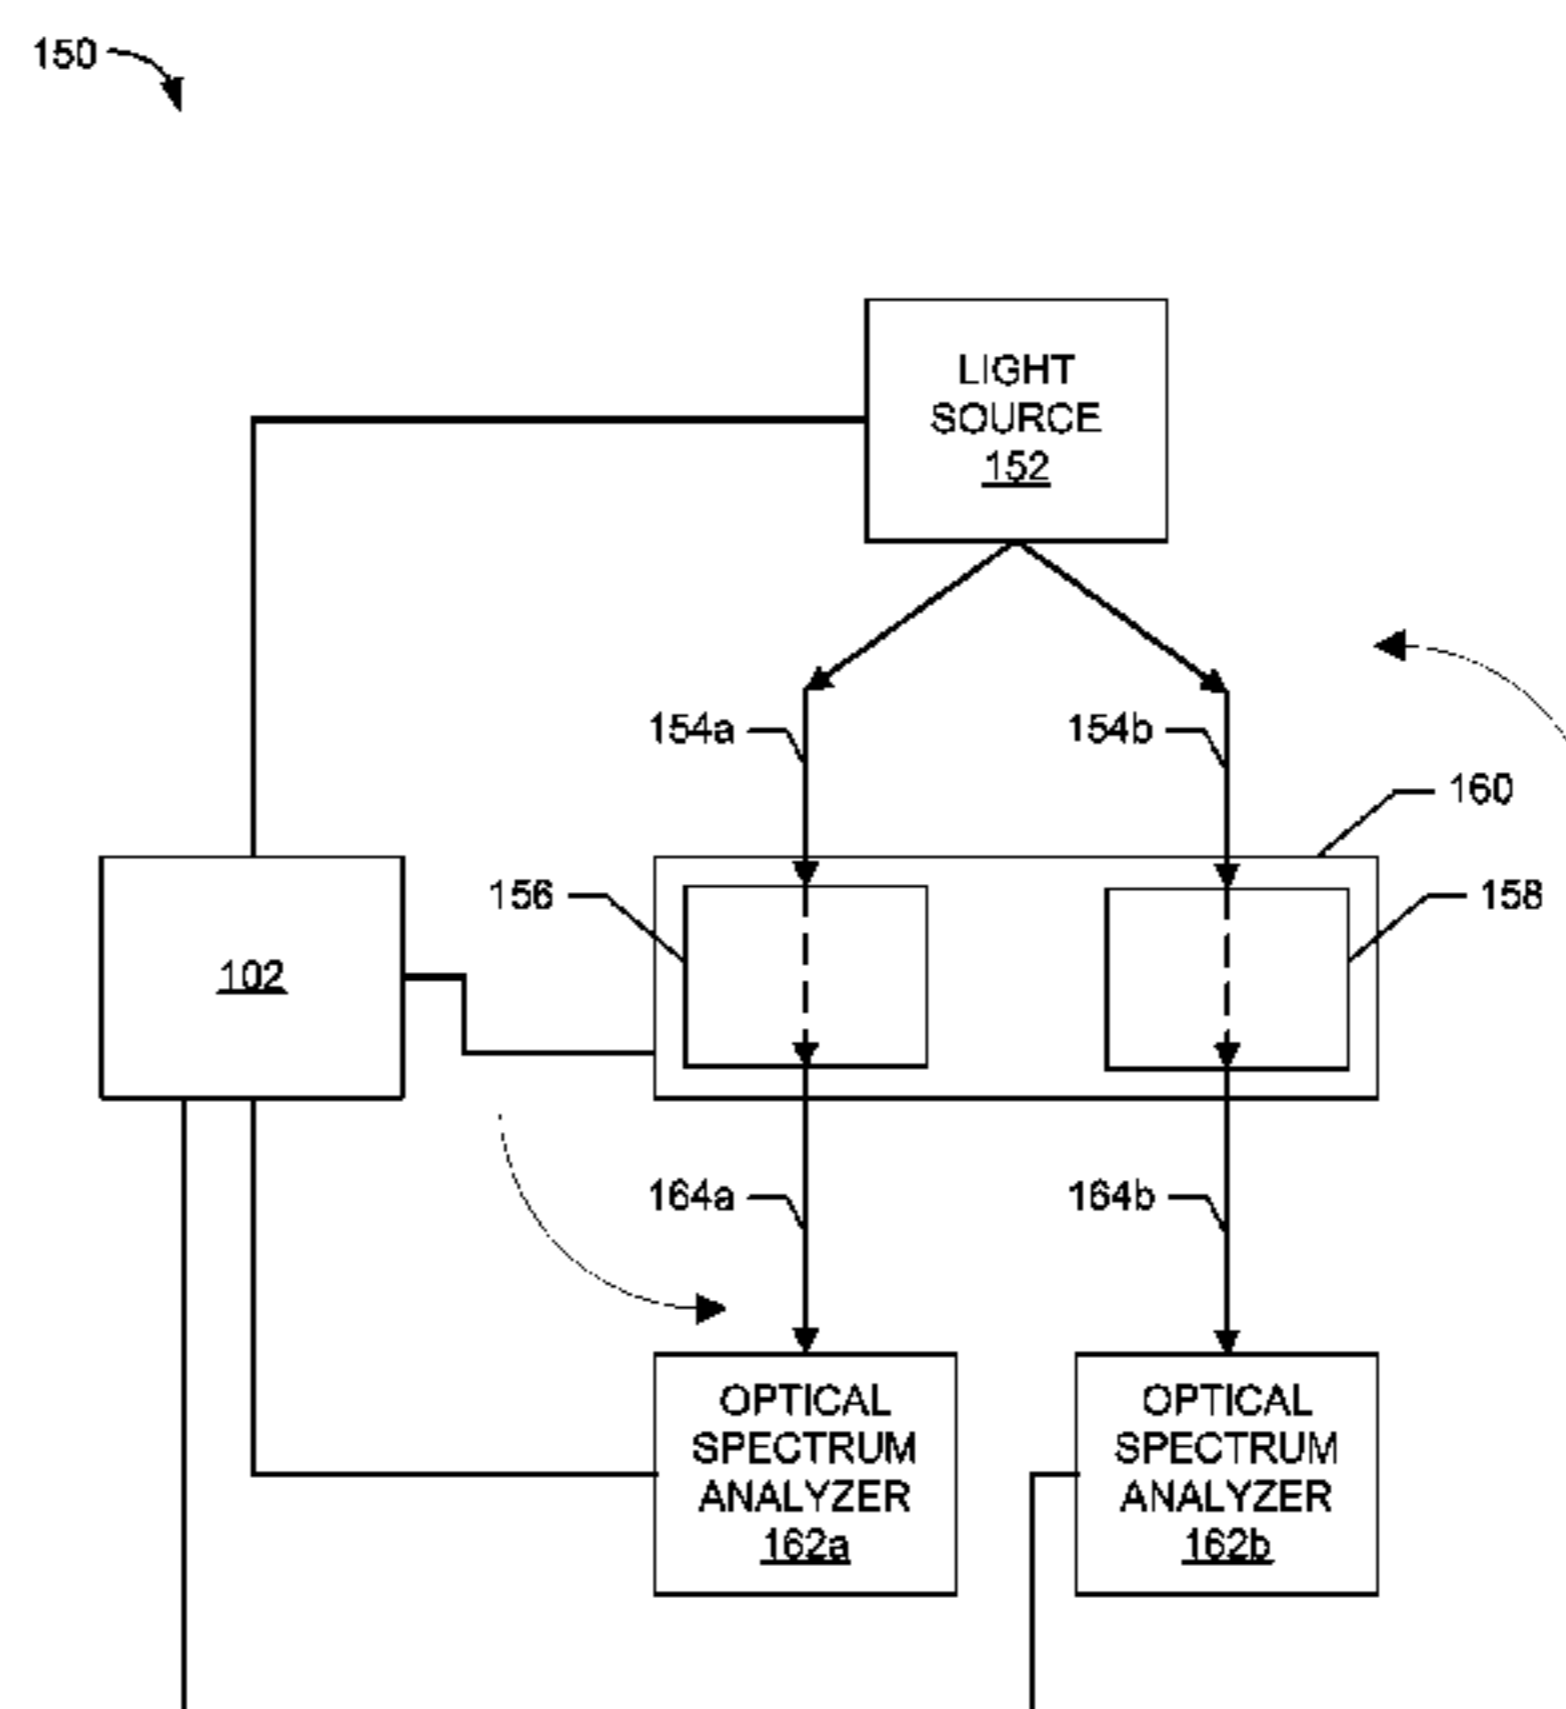 150
LIGHT
SOURCE
152
154a
154b
160
156
158
102
164a
164b
OPTICAL
SPECTRUM
ANALYZER
162a
OPTICAL
SPECTRUM
ANALYZER
162b